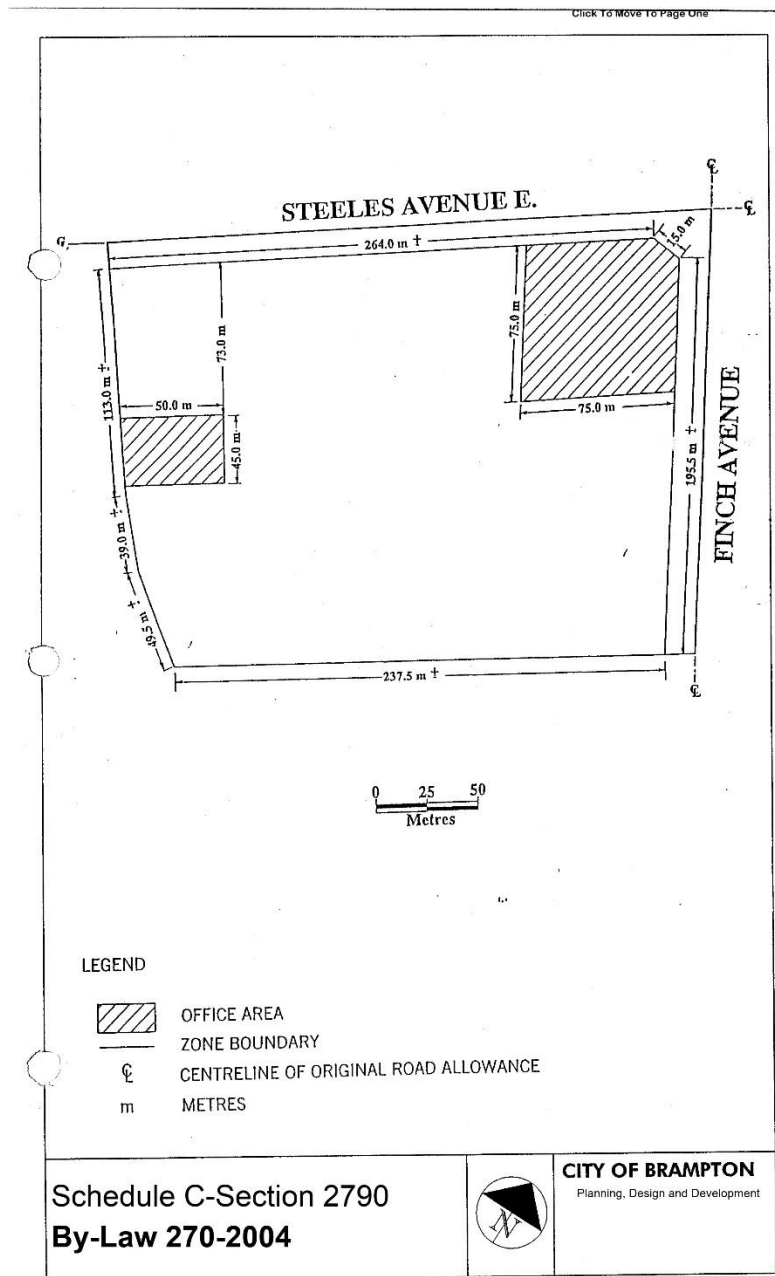 Click To Move To Page One
℄
℄
STEELES AVENUE E.
15.0 m
264.0 m ±
75.0 m
73.0 m
113.0 m ±
50.0 m
45.0 m
75.0 m
195.5 m ±
FINCH AVENUE
39.0 m ±
49.5 m ±
237.5 m ±
℄
0 25 50
Metres
LEGEND
OFFICE AREA
ZONE BOUNDARY
℄ CENTRELINE OF ORIGINAL ROAD ALLOWANCE
m METRES
Schedule C-Section 2790
By-Law 270-2004
N
CITY OF BRAMPTON
Planning, Design and Development